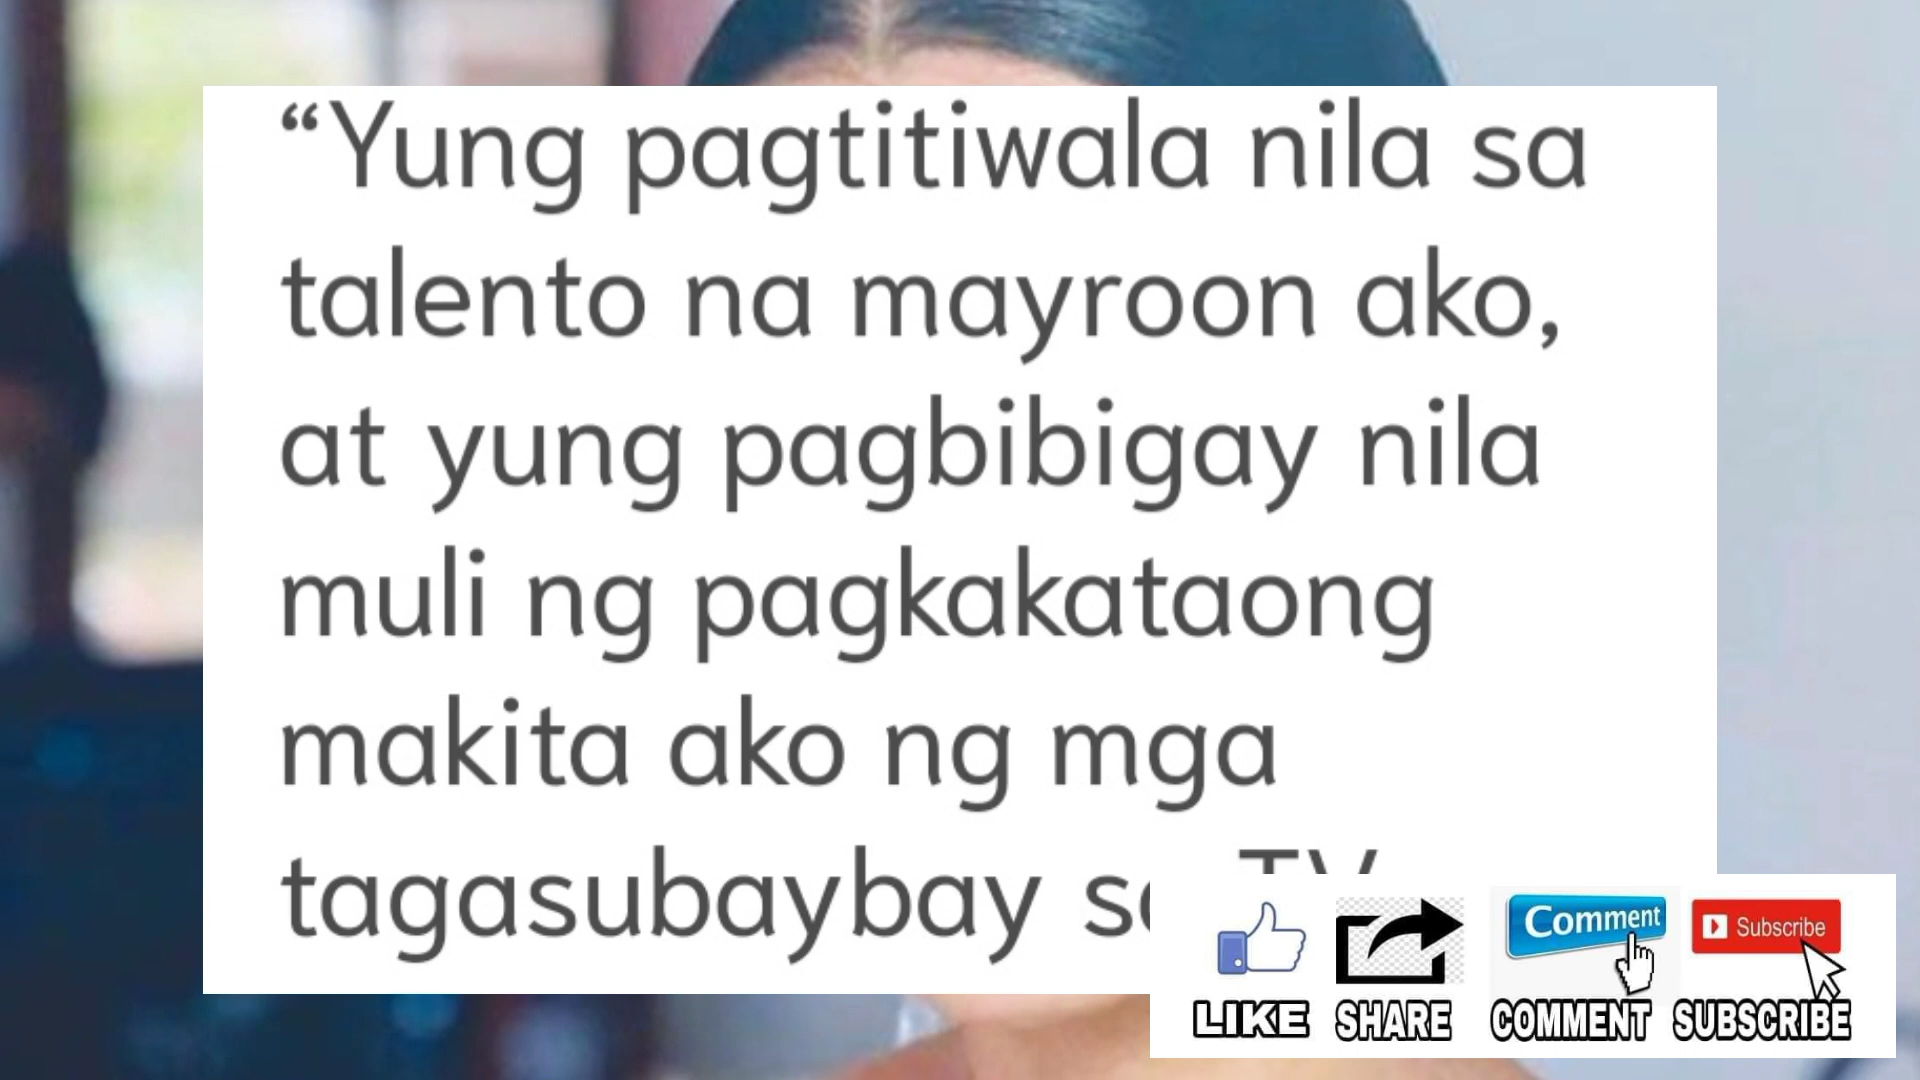 “Yung pagtitiwala nila sa
talento na mayroon ako,
at yung pagbibigay nila
muli ng pagkakataong
makita ako ng mga
tagasubaybay TV
Comment
Subscribe
LIKE SHARE COMMENT SUBSCRIBE